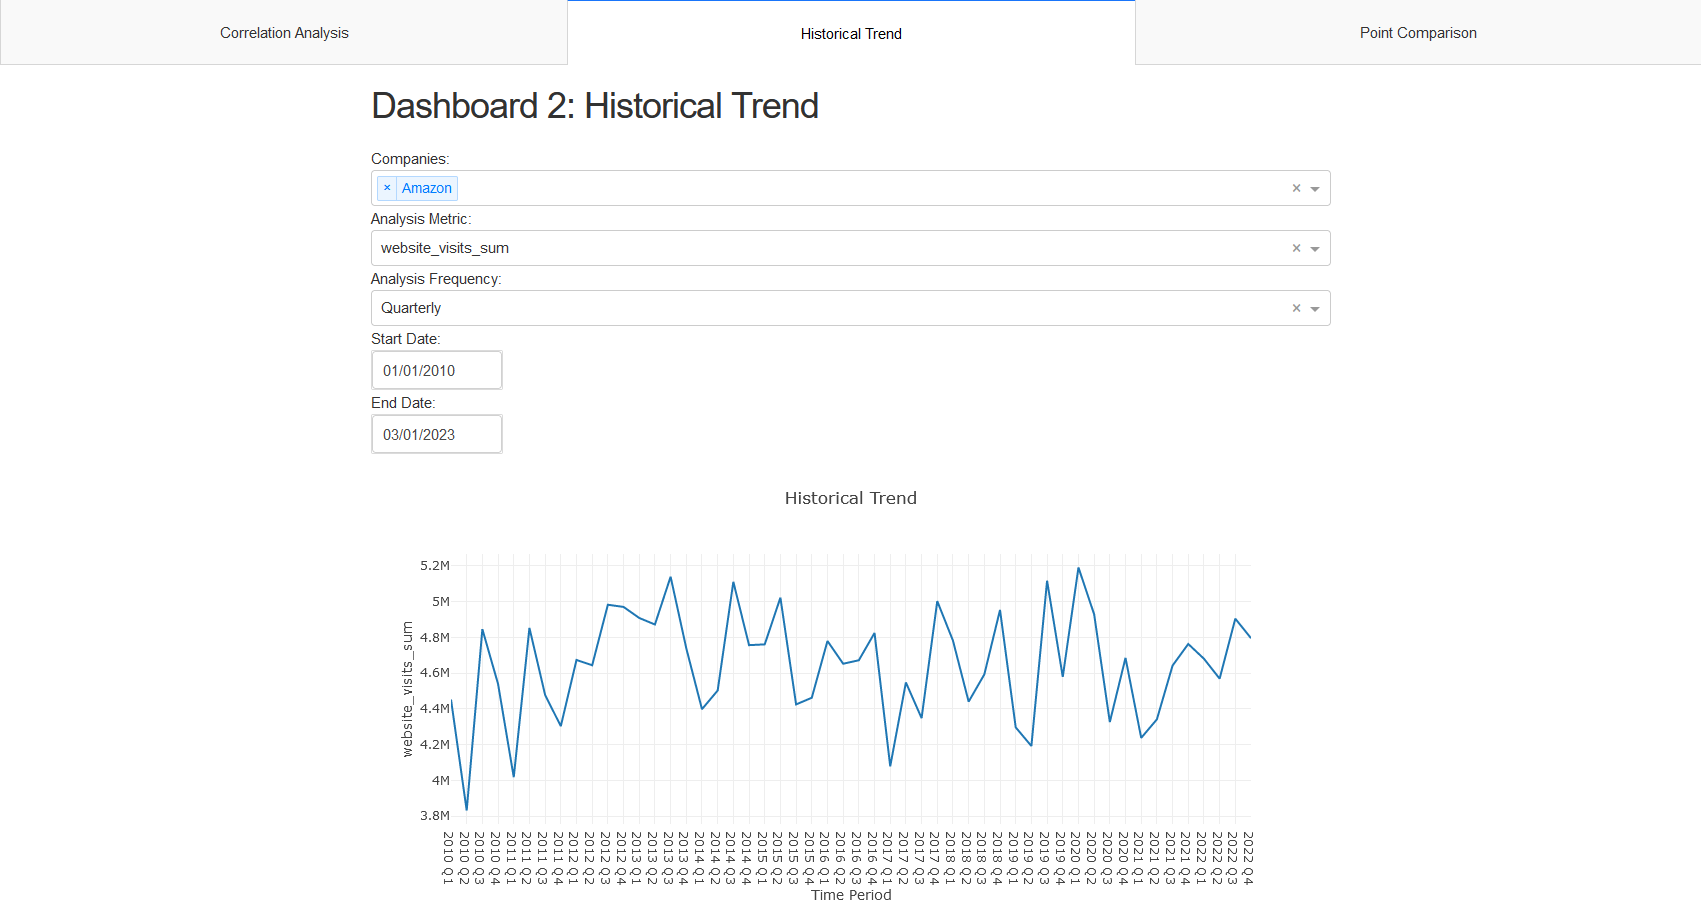 Correlation Analysis
Historical Trend
Point Comparison
Dashboard 2: Historical Trend
Companies:
× Amazon
Analysis Metric:
website_visits_sum
Analysis Frequency:
Quarterly
Start Date:
01/01/2010
End Date:
03/01/2023
Historical Trend
website_visits_sum
5.2M
5M
4.8M
4.6M
4.4M
4.2M
4M
3.8M
2010 Q1
2010 Q2
2010 Q3
2010 Q4
2011 Q1
2011 Q2
2011 Q3
2011 Q4
2012 Q1
2012 Q2
2012 Q3
2012 Q4
2013 Q1
2013 Q2
2013 Q3
2013 Q4
2014 Q1
2014 Q2
2014 Q3
2014 Q4
2015 Q1
2015 Q2
2015 Q3
2015 Q4
2016 Q1
2016 Q2
2016 Q3
2016 Q4
2017 Q1
2017 Q2
2017 Q3
2017 Q4
2018 Q1
2018 Q2
2018 Q3
2018 Q4
2019 Q1
2019 Q2
2019 Q3
2019 Q4
2020 Q1
2020 Q2
2020 Q3
2020 Q4
2021 Q1
2021 Q2
2021 Q3
2021 Q4
2022 Q1
2022 Q2
2022 Q3
2022 Q4
Time Period